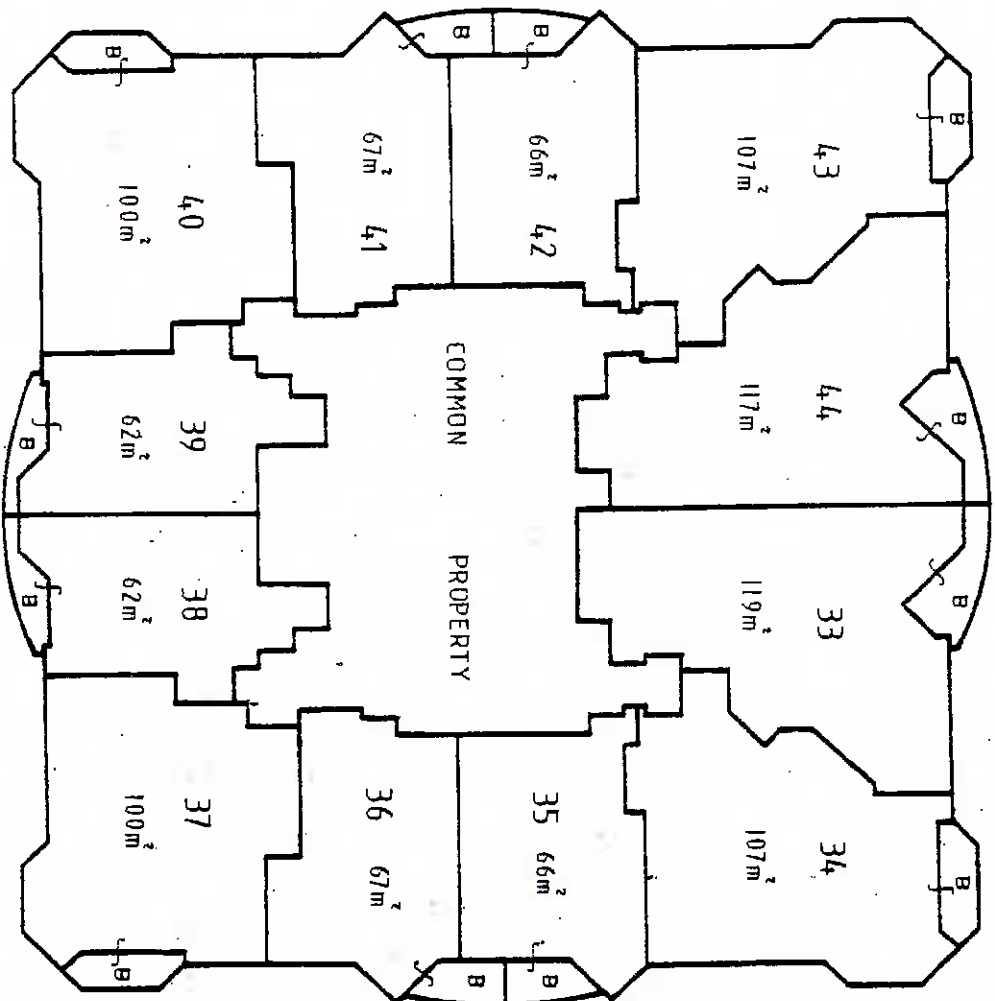 B
B
B
B
43
107m²
42
66m²
41
67m²
40
100m²
44
117m²
B
COMMON PROPERTY
39
62m²
B
33
119m²
B
38
62m²
B
34
107m²
35
66m²
36
67m²
37
100m²
B
B
B
B